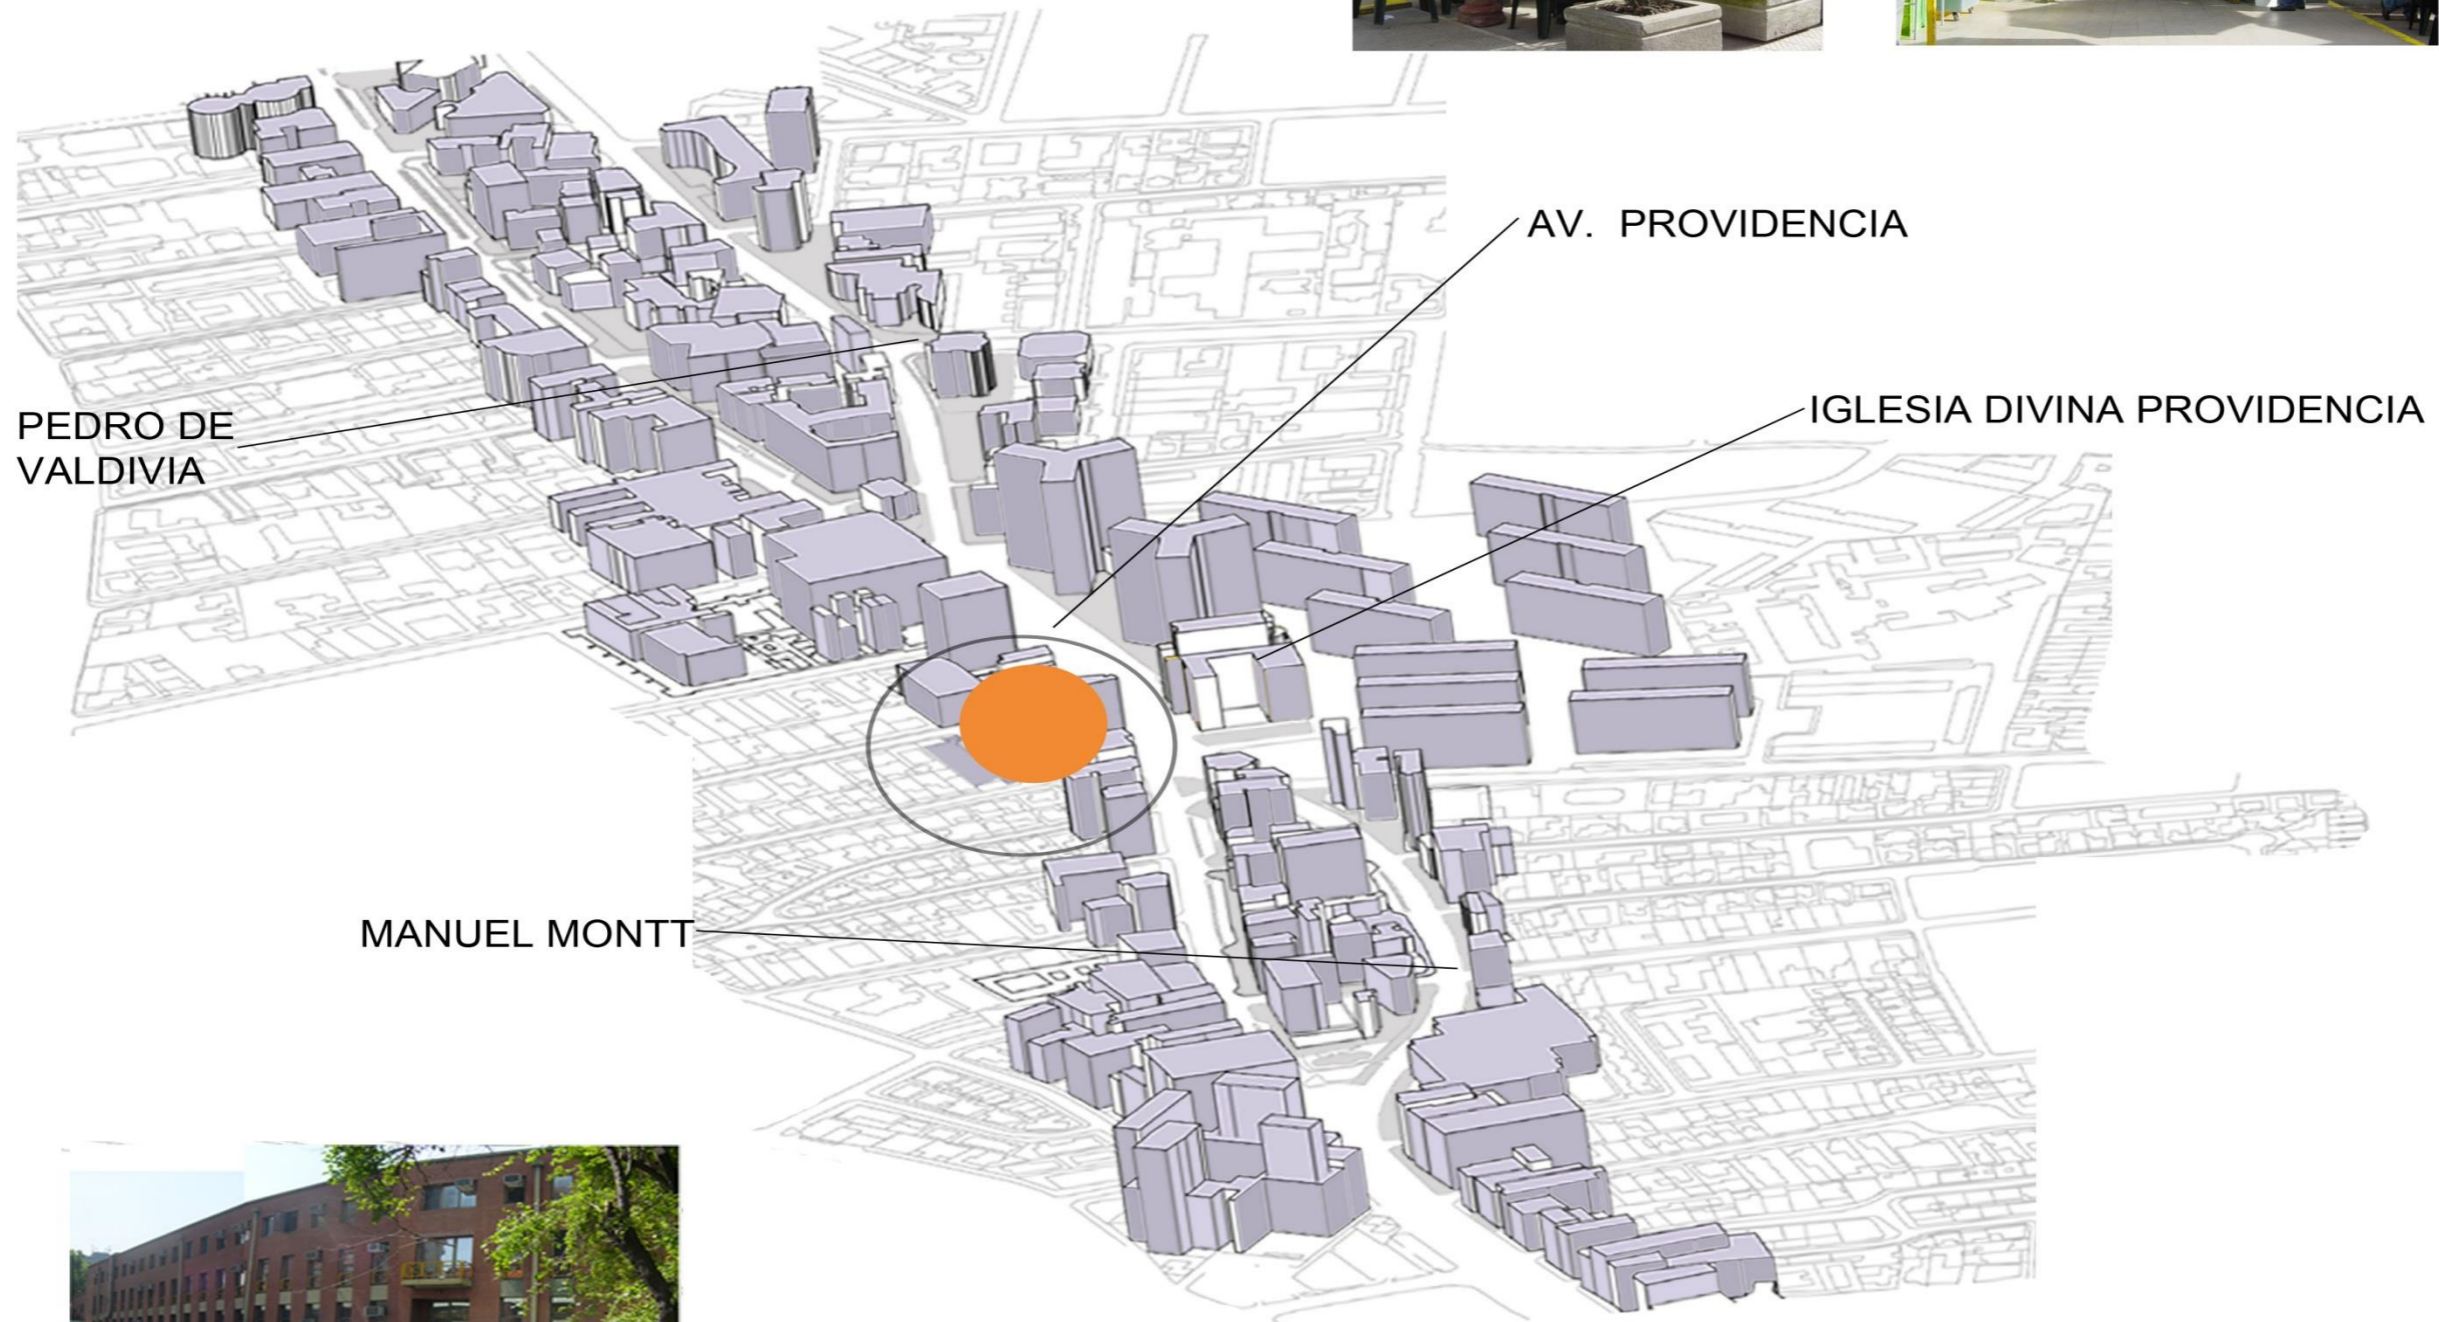 AV. PROVIDENCIA
IGLESIA DIVINA PROVIDENCIA
PEDRO DE
VALDIVIA
MANUEL MONTT